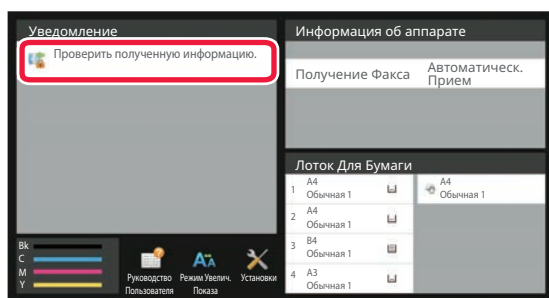 Уведомление
Проверить полученную информацию.
Информация об аппарате
Получение Факса
Автоматическ.
Прием
Лоток Для Бумаги
1 A4
Обычная 1
2 A4
Обычная 1
3 B4
Обычная 1
4 A3
Обычная 1
A4
Обычная 1
Bk
C
M
Y
Руководство
Пользователя
Режим Увелич.
Показа
AA
Установки